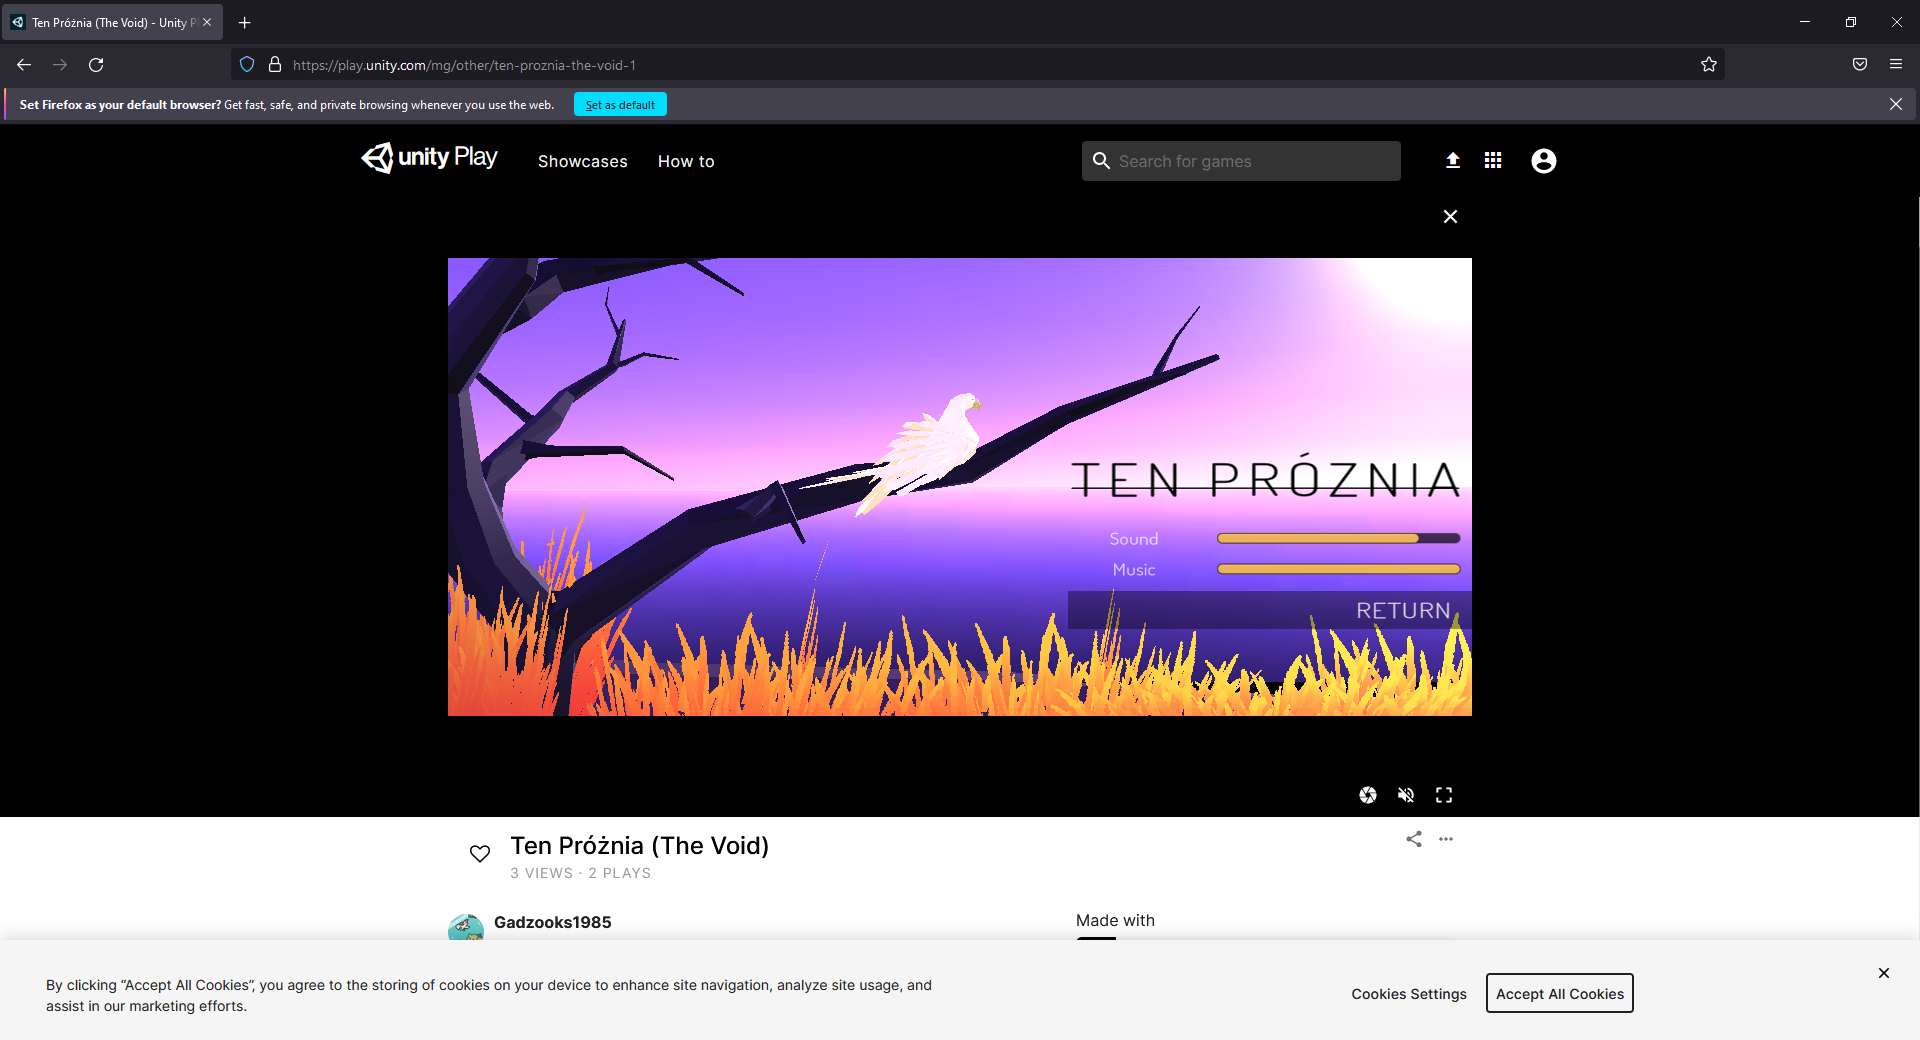 Ten Próżnia (The Void) - Unity Pl
https://play.unity.com/mg/other/ten-proznia-the-void-1
Set Firefox as your default browser? Get fast, safe, and private browsing whenever you use the web.
Set as default
unity Play
Showcases
How to
Search for games
TEN PRÓZNIA
Sound
Music
RETURN
Ten Próżnia (The Void)
3 VIEWS · 2 PLAYS
Gadzooks1985
Made with
By clicking “Accept All Cookies”, you agree to the storing of cookies on your device to enhance site navigation, analyze site usage, and
assist in our marketing efforts.
Cookies Settings
Accept All Cookies